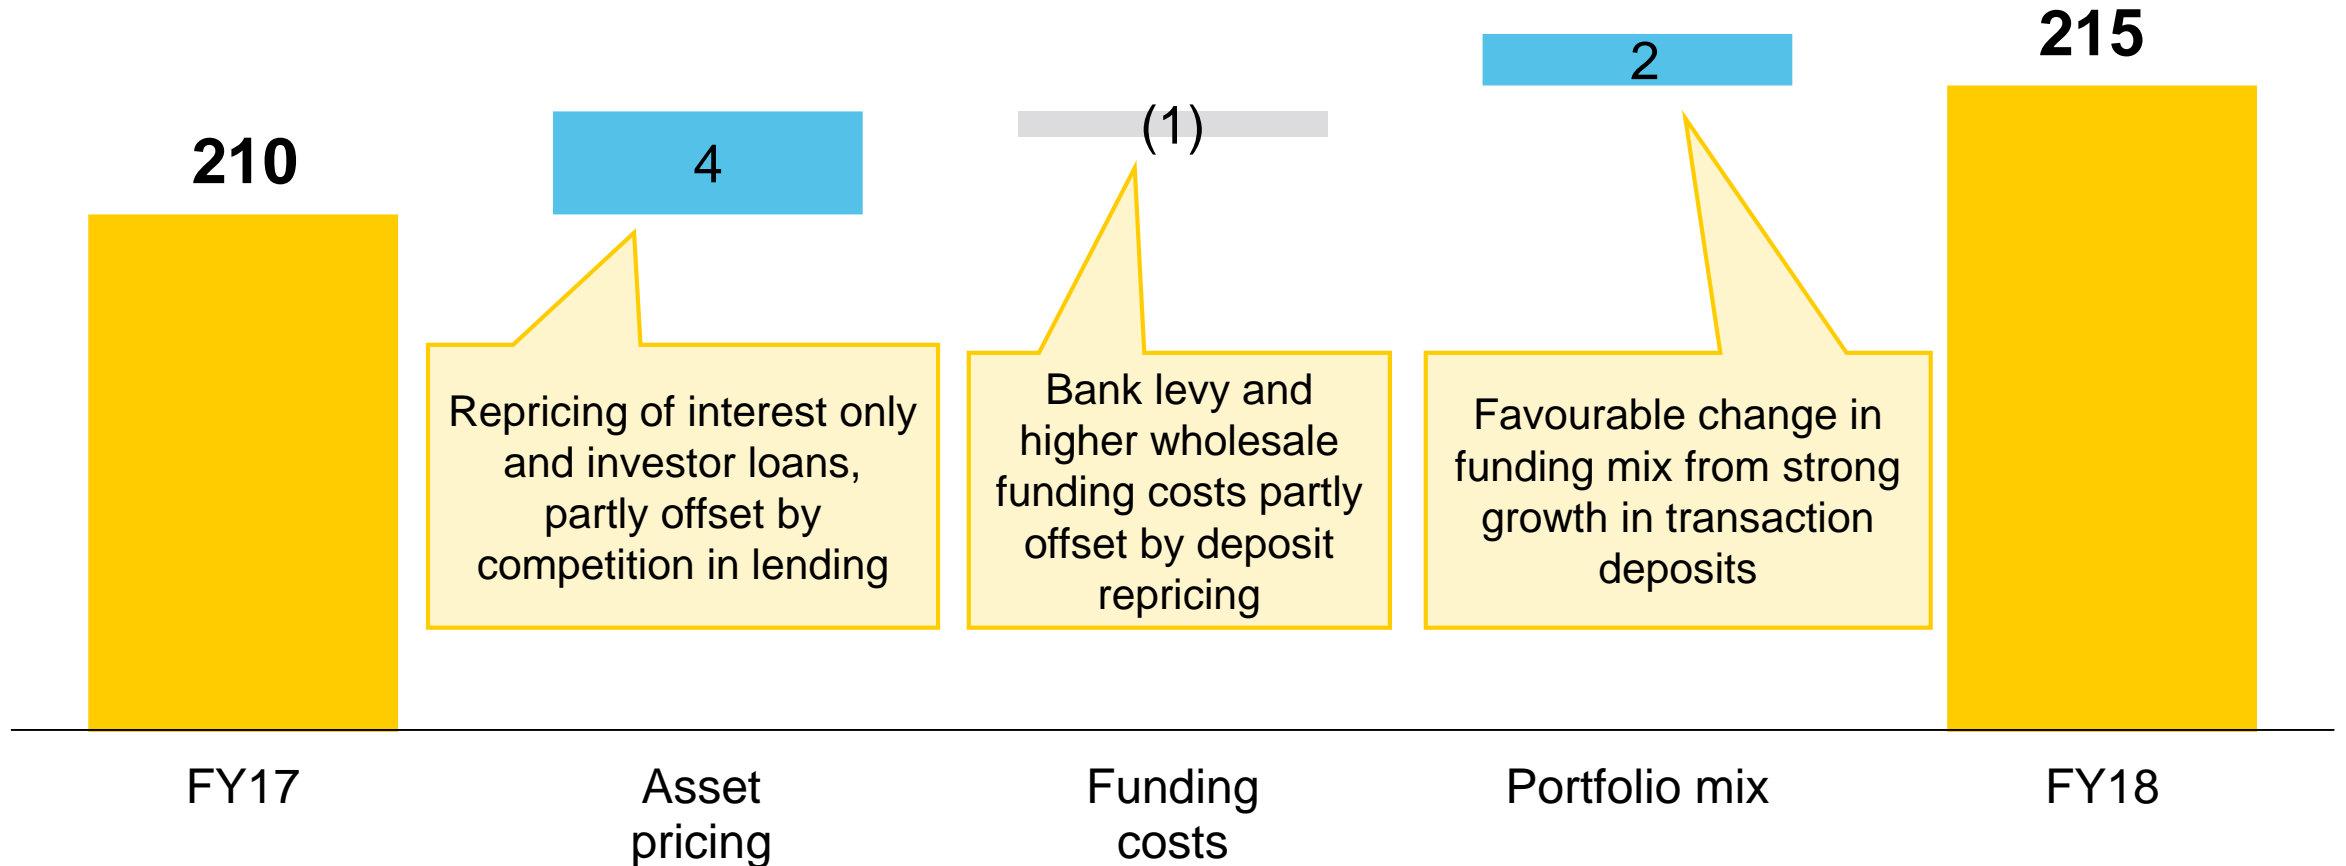 210
4
(1)
2
215
Repricing of interest only
and investor loans,
partly offset by
competition in lending
Bank levy and
higher wholesale
funding costs partly
offset by deposit
repricing
Favourable change in
funding mix from strong
growth in transaction
deposits
FY17
Asset
pricing
Funding
costs
Portfolio mix
FY18